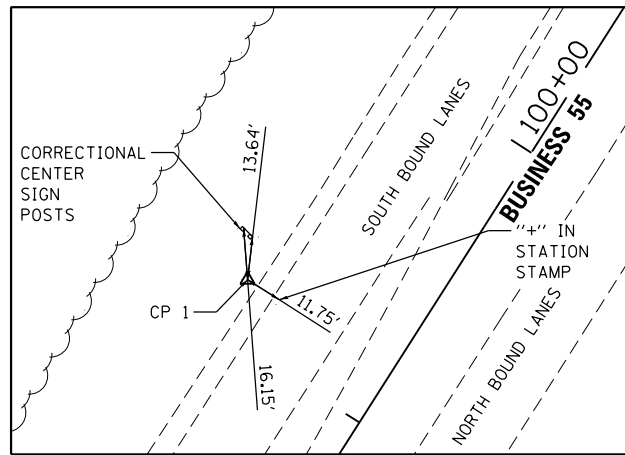 CORRECTIONAL
CENTER
SIGN
POSTS
13.64'
SOUTH BOUND LANES
100+00
BUSINESS 55
"+" IN
STATION
STAMP
CP 1
11.75'
16.15'
NORTH BOUND LANES